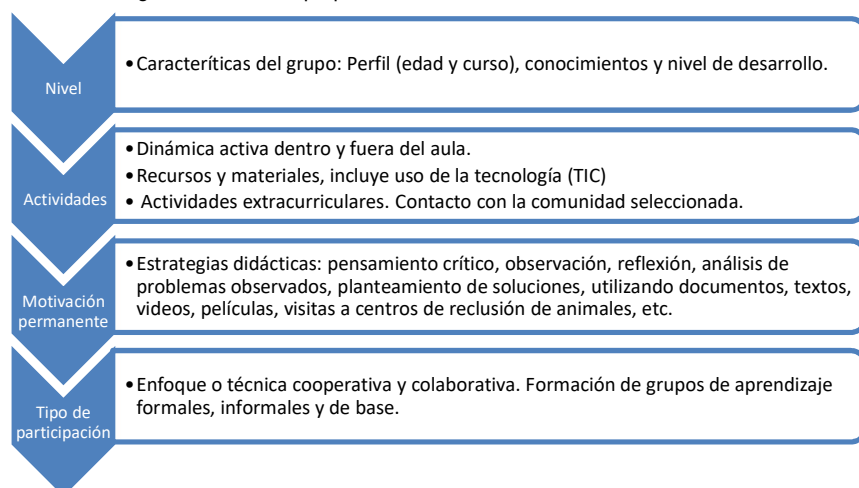 Nivel
•Caracteríticas del grupo: Perfil (edad y curso), conocimientos y nivel de desarrollo.
Actividades
•Dinámica activa dentro y fuera del aula.
•Recursos y materiales, incluye uso de la tecnología (TIC)
• Actividades extracurriculares. Contacto con la comunidad seleccionada.
Motivación
permanente
•Estrategias didácticas: pensamiento crítico, observación, reflexión, análisis de
problemas observados, planteamiento de soluciones, utilizando documentos, textos,
videos, películas, visitas a centros de reclusión de animales, etc.
Tipo de
participación
•Enfoque o técnica cooperativa y colaborativa. Formación de grupos de aprendizaje
formales, informales y de base.